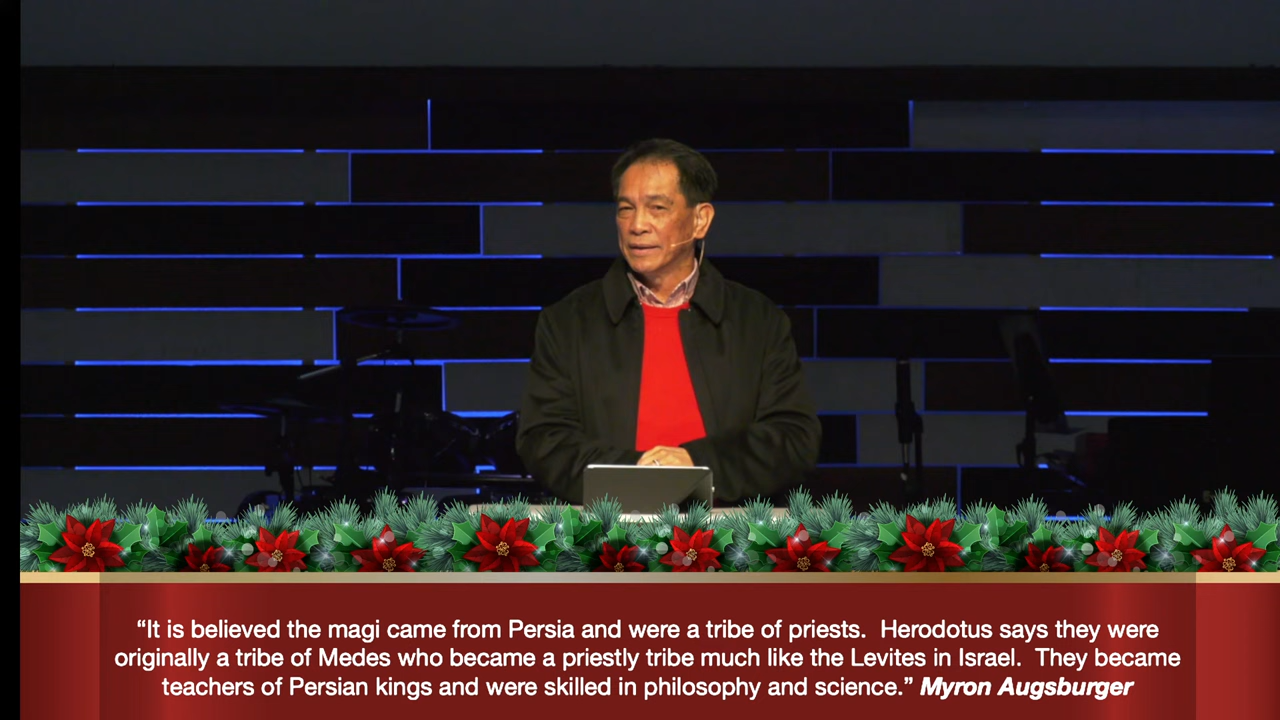 “It is believed the magi came from Persia and were a tribe of priests.  Herodotus says they were
originally a tribe of Medes who became a priestly tribe much like the Levites in Israel.  They became
teachers of Persian kings and were skilled in philosophy and science.” Myron Augsburger